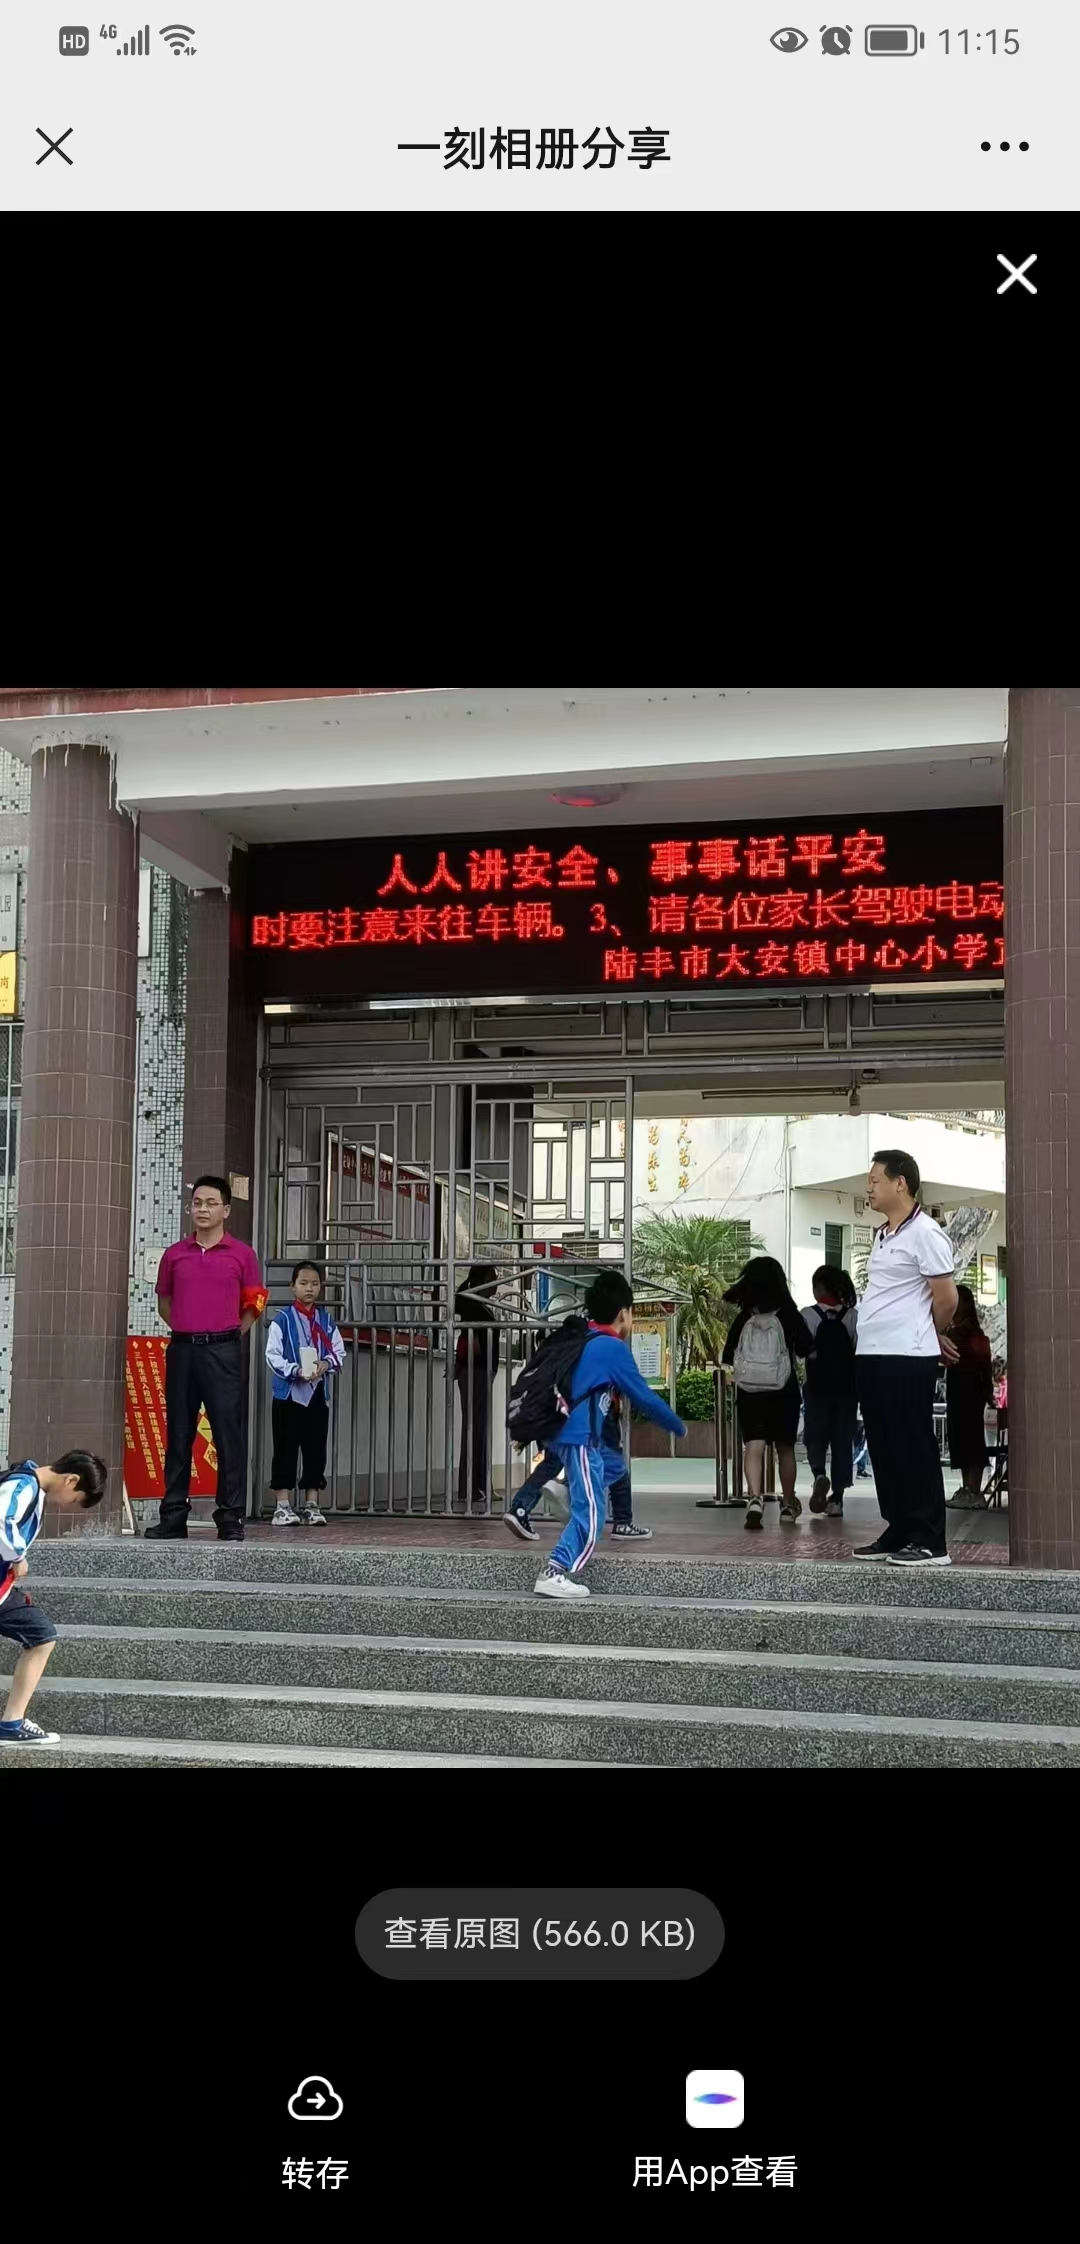 HD 4G 11:15
一刻相册分享
人人讲安全、事事话平安
时要注意来往车辆。3、请各位家长驾驶电动
陆丰市大安镇中心小学
查看原图 (566.0 KB)
转存
用App查看